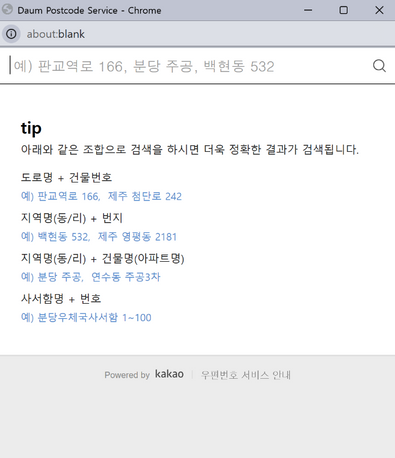 Daum Postcode Service - Chrome
about:blank
예) 판교역로 166, 분당 주공, 백현동 532
tip
아래와 같은 조합으로 검색을 하시면 더욱 정확한 결과가 검색됩니다.
도로명 + 건물번호
예) 판교역로 166, 제주 첨단로 242
지역명(동/리) + 번지
예) 백현동 532, 제주 영평동 2181
지역명(동/리) + 건물명(아파트명)
예) 분당 주공, 연수동 주공3차
사서함명 + 번호
예) 분당우체국사서함 1~100
Powered by kakao 우편번호 서비스 안내